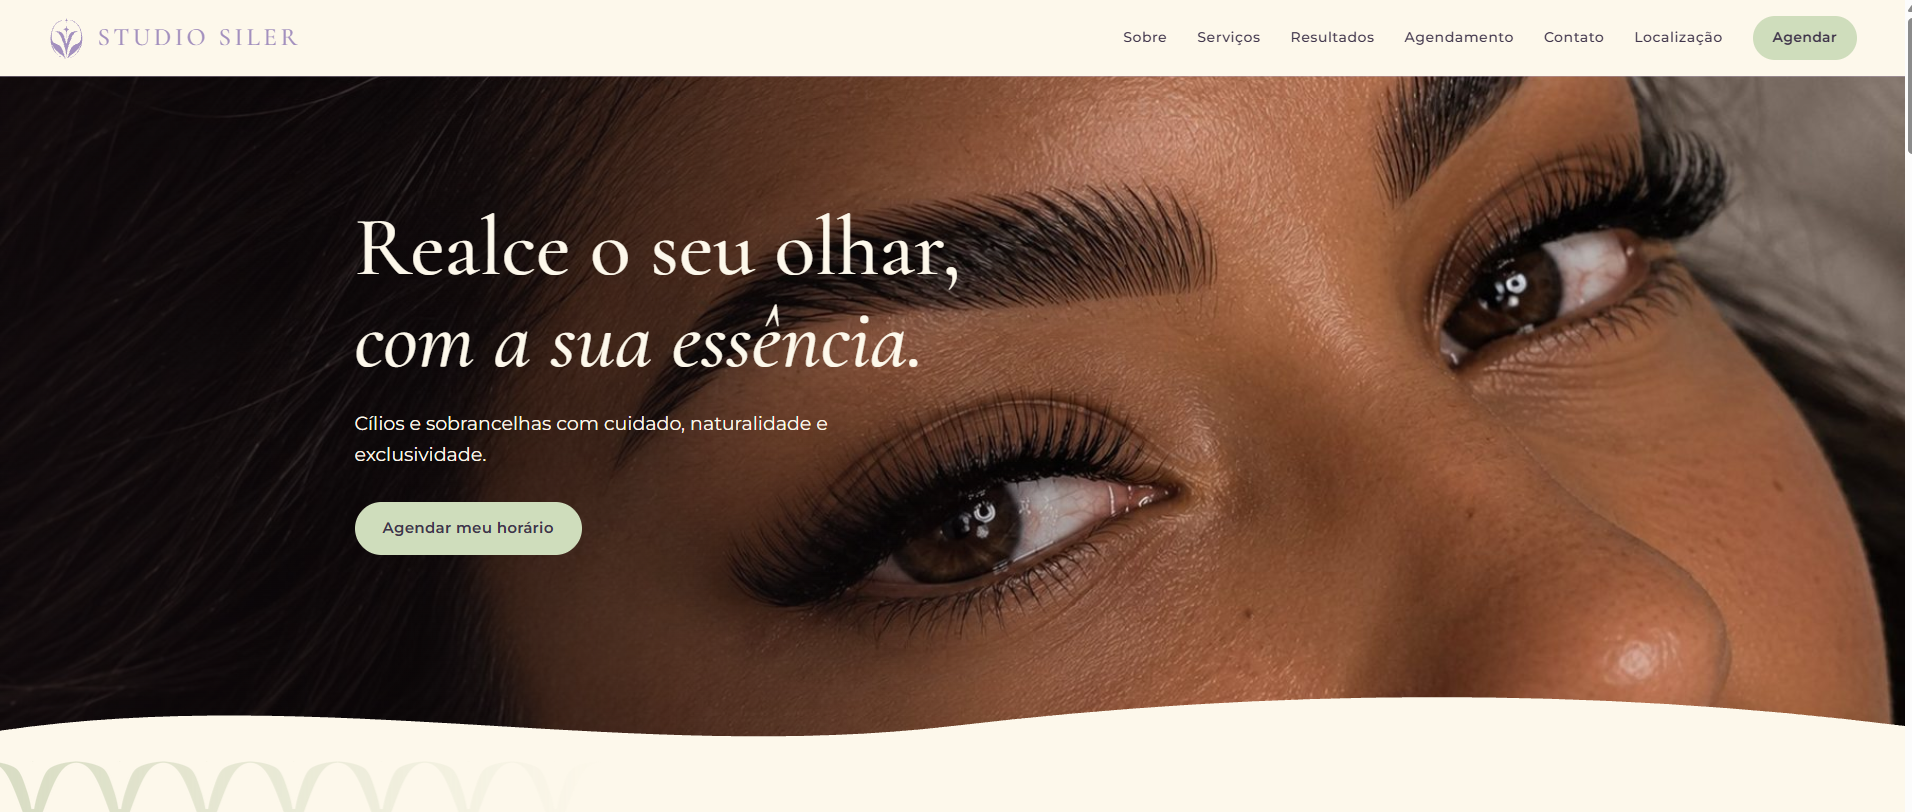 STUDIO SILER
Sobre Serviços Resultados Agendamento Contato Localização Agendar
Realce o seu olhar,
com a sua essência.
Cílios e sobrancelhas com cuidado, naturalidade e
exclusividade.
Agendar meu horário